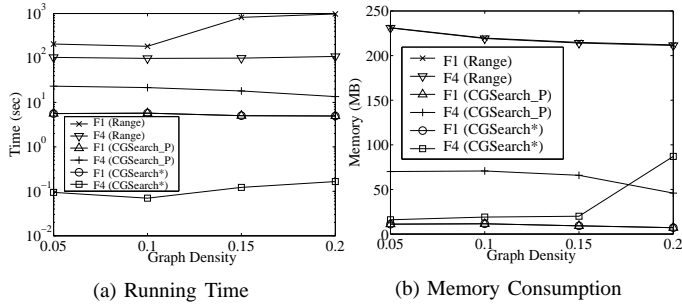 10^3
10^2
10^1
10^0
10^-1
10^-2
Time (sec)
F1 (Range)
F4 (Range)
F1 (CGSearch_P)
F4 (CGSearch_P)
F1 (CGSearch*)
F4 (CGSearch*)
0.05
0.1
0.15
0.2
Graph Density
(a) Running Time
250
200
150
100
50
0
Memory (MB)
F1 (Range)
F4 (Range)
F1 (CGSearch_P)
F4 (CGSearch_P)
F1 (CGSearch*)
F4 (CGSearch*)
0.05
0.1
0.15
0.2
Graph Density
(b) Memory Consumption